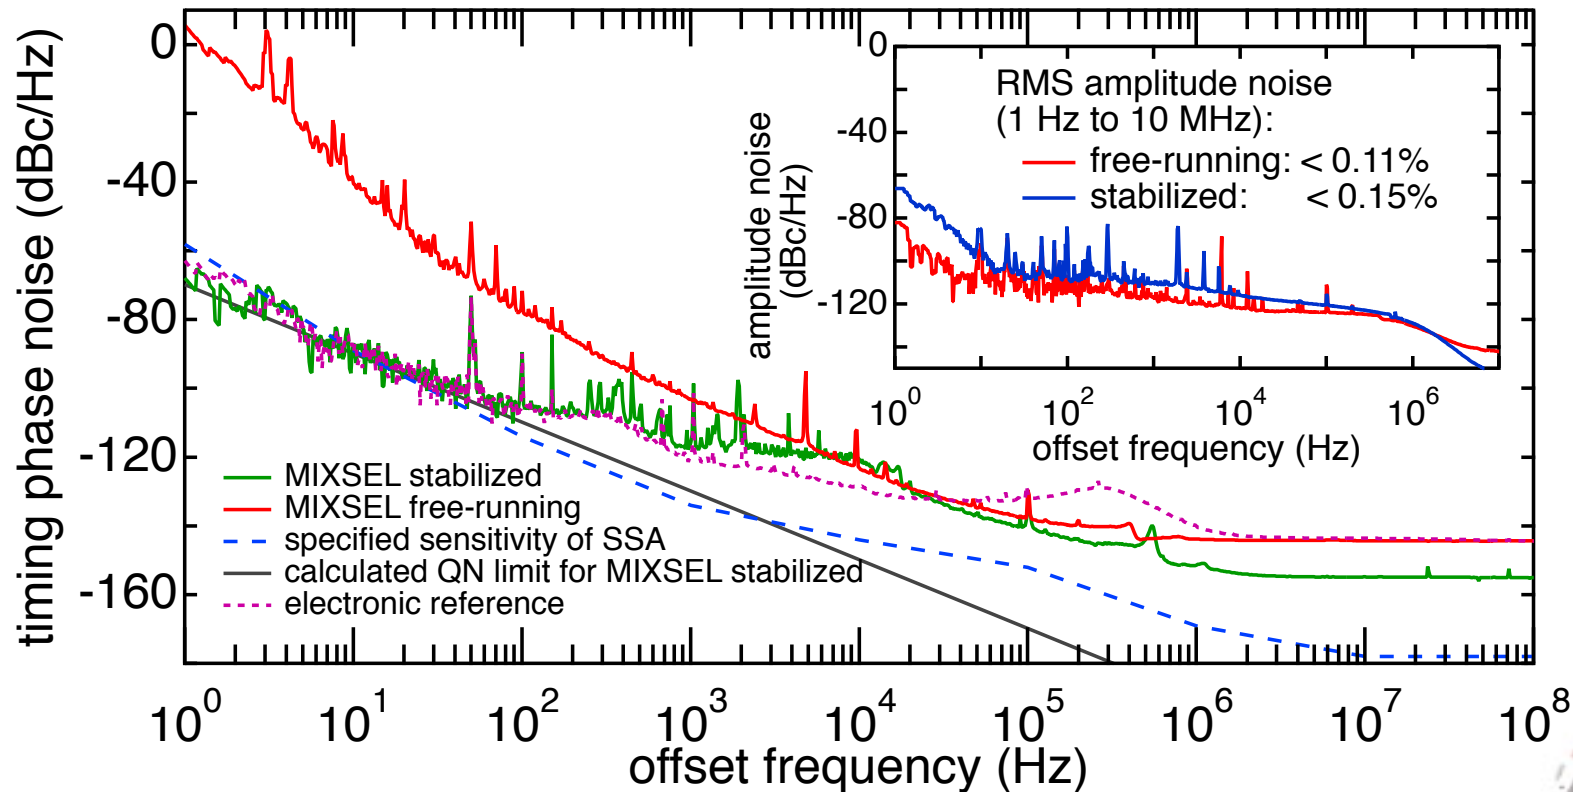 timing phase noise (dBc/Hz)
0
-40
-80
-120
-160
MIXSEL stabilized
MIXSEL free-running
specified sensitivity of SSA
calculated QN limit for MIXSEL stabilized
electronic reference
10^0 10^1 10^2 10^3 10^4 10^5 10^6 10^7 10^8
offset frequency (Hz)
amplitude noise
(dBc/Hz)
0
-40
-80
-120
RMS amplitude noise
(1 Hz to 10 MHz):
free-running: < 0.11%
stabilized: < 0.15%
10^0 10^2 10^4 10^6
offset frequency (Hz)